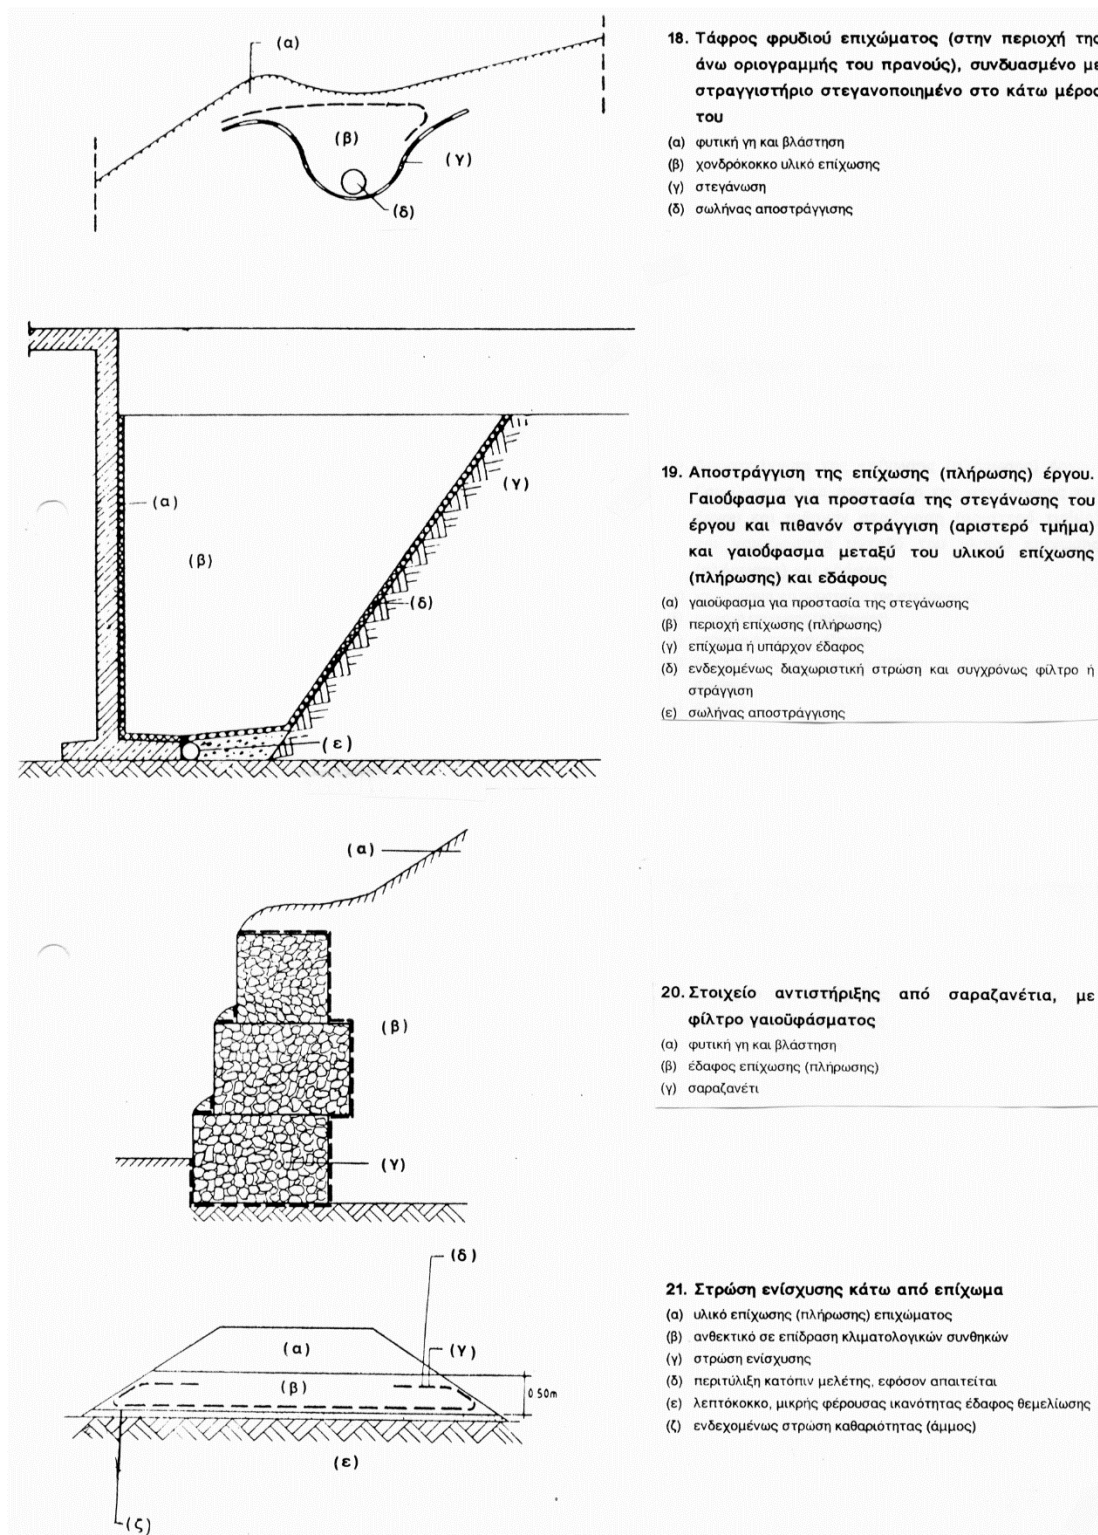 (α)
(β)
(γ)
(δ)
18. Τάφρος φρυδιού επιχώματος (στην περιοχή της
άνω οριογραμμής του πρανούς), συνδυασμένο με
στραγγιστήριο στεγανοποιημένο στο κάτω μέρος
του
(α) φυτική γη και βλάστηση
(β) χονδρόκοκκο υλικό επίχωσης
(γ) στεγάνωση
(δ) σωλήνας αποστράγγισης
(α)
(β)
(γ)
(δ)
(ε)
19. Αποστράγγιση της επίχωσης (πλήρωσης) έργου.
Γαιοΰφασμα για προστασία της στεγάνωσης του
έργου και πιθανόν στράγγιση (αριστερό τμήμα)
και γαιοΰφασμα μεταξύ του υλικού επίχωσης
(πλήρωσης) και εδάφους
(α) γαιοϋφασμα για προστασία της στεγάνωσης
(β) περιοχή επίχωσης (πλήρωσης)
(γ) επίχωμα ή υπάρχον έδαφος
(δ) ενδεχομένως διαχωριστική στρώση και συγχρόνως φίλτρο ή
στράγγιση
(ε) σωλήνας αποστράγγισης
(α)
(β)
(γ)
20. Στοιχείο αντιστήριξης από σαραζανέτια, με
φίλτρο γαιοϋφάσματος
(α) φυτική γη και βλάστηση
(β) έδαφος επίχωσης (πλήρωσης)
(γ) σαραζανέτι
(δ)
(α)
(γ)
(β)
0 50m
(ε)
(ζ)
21. Στρώση ενίσχυσης κάτω από επίχωμα
(α) υλικό επίχωσης (πλήρωσης) επιχώματος
(β) ανθεκτικό σε επίδραση κλιματολογικών συνθηκών
(γ) στρώση ενίσχυσης
(δ) περιτύλιξη κατόπιν μελέτης, εφόσον απαιτείται
(ε) λεπτόκοκκο, μικρής φέρουσας ικανότητας έδαφος θεμελίωσης
(ζ) ενδεχομένως στρώση καθαριότητας (άμμος)